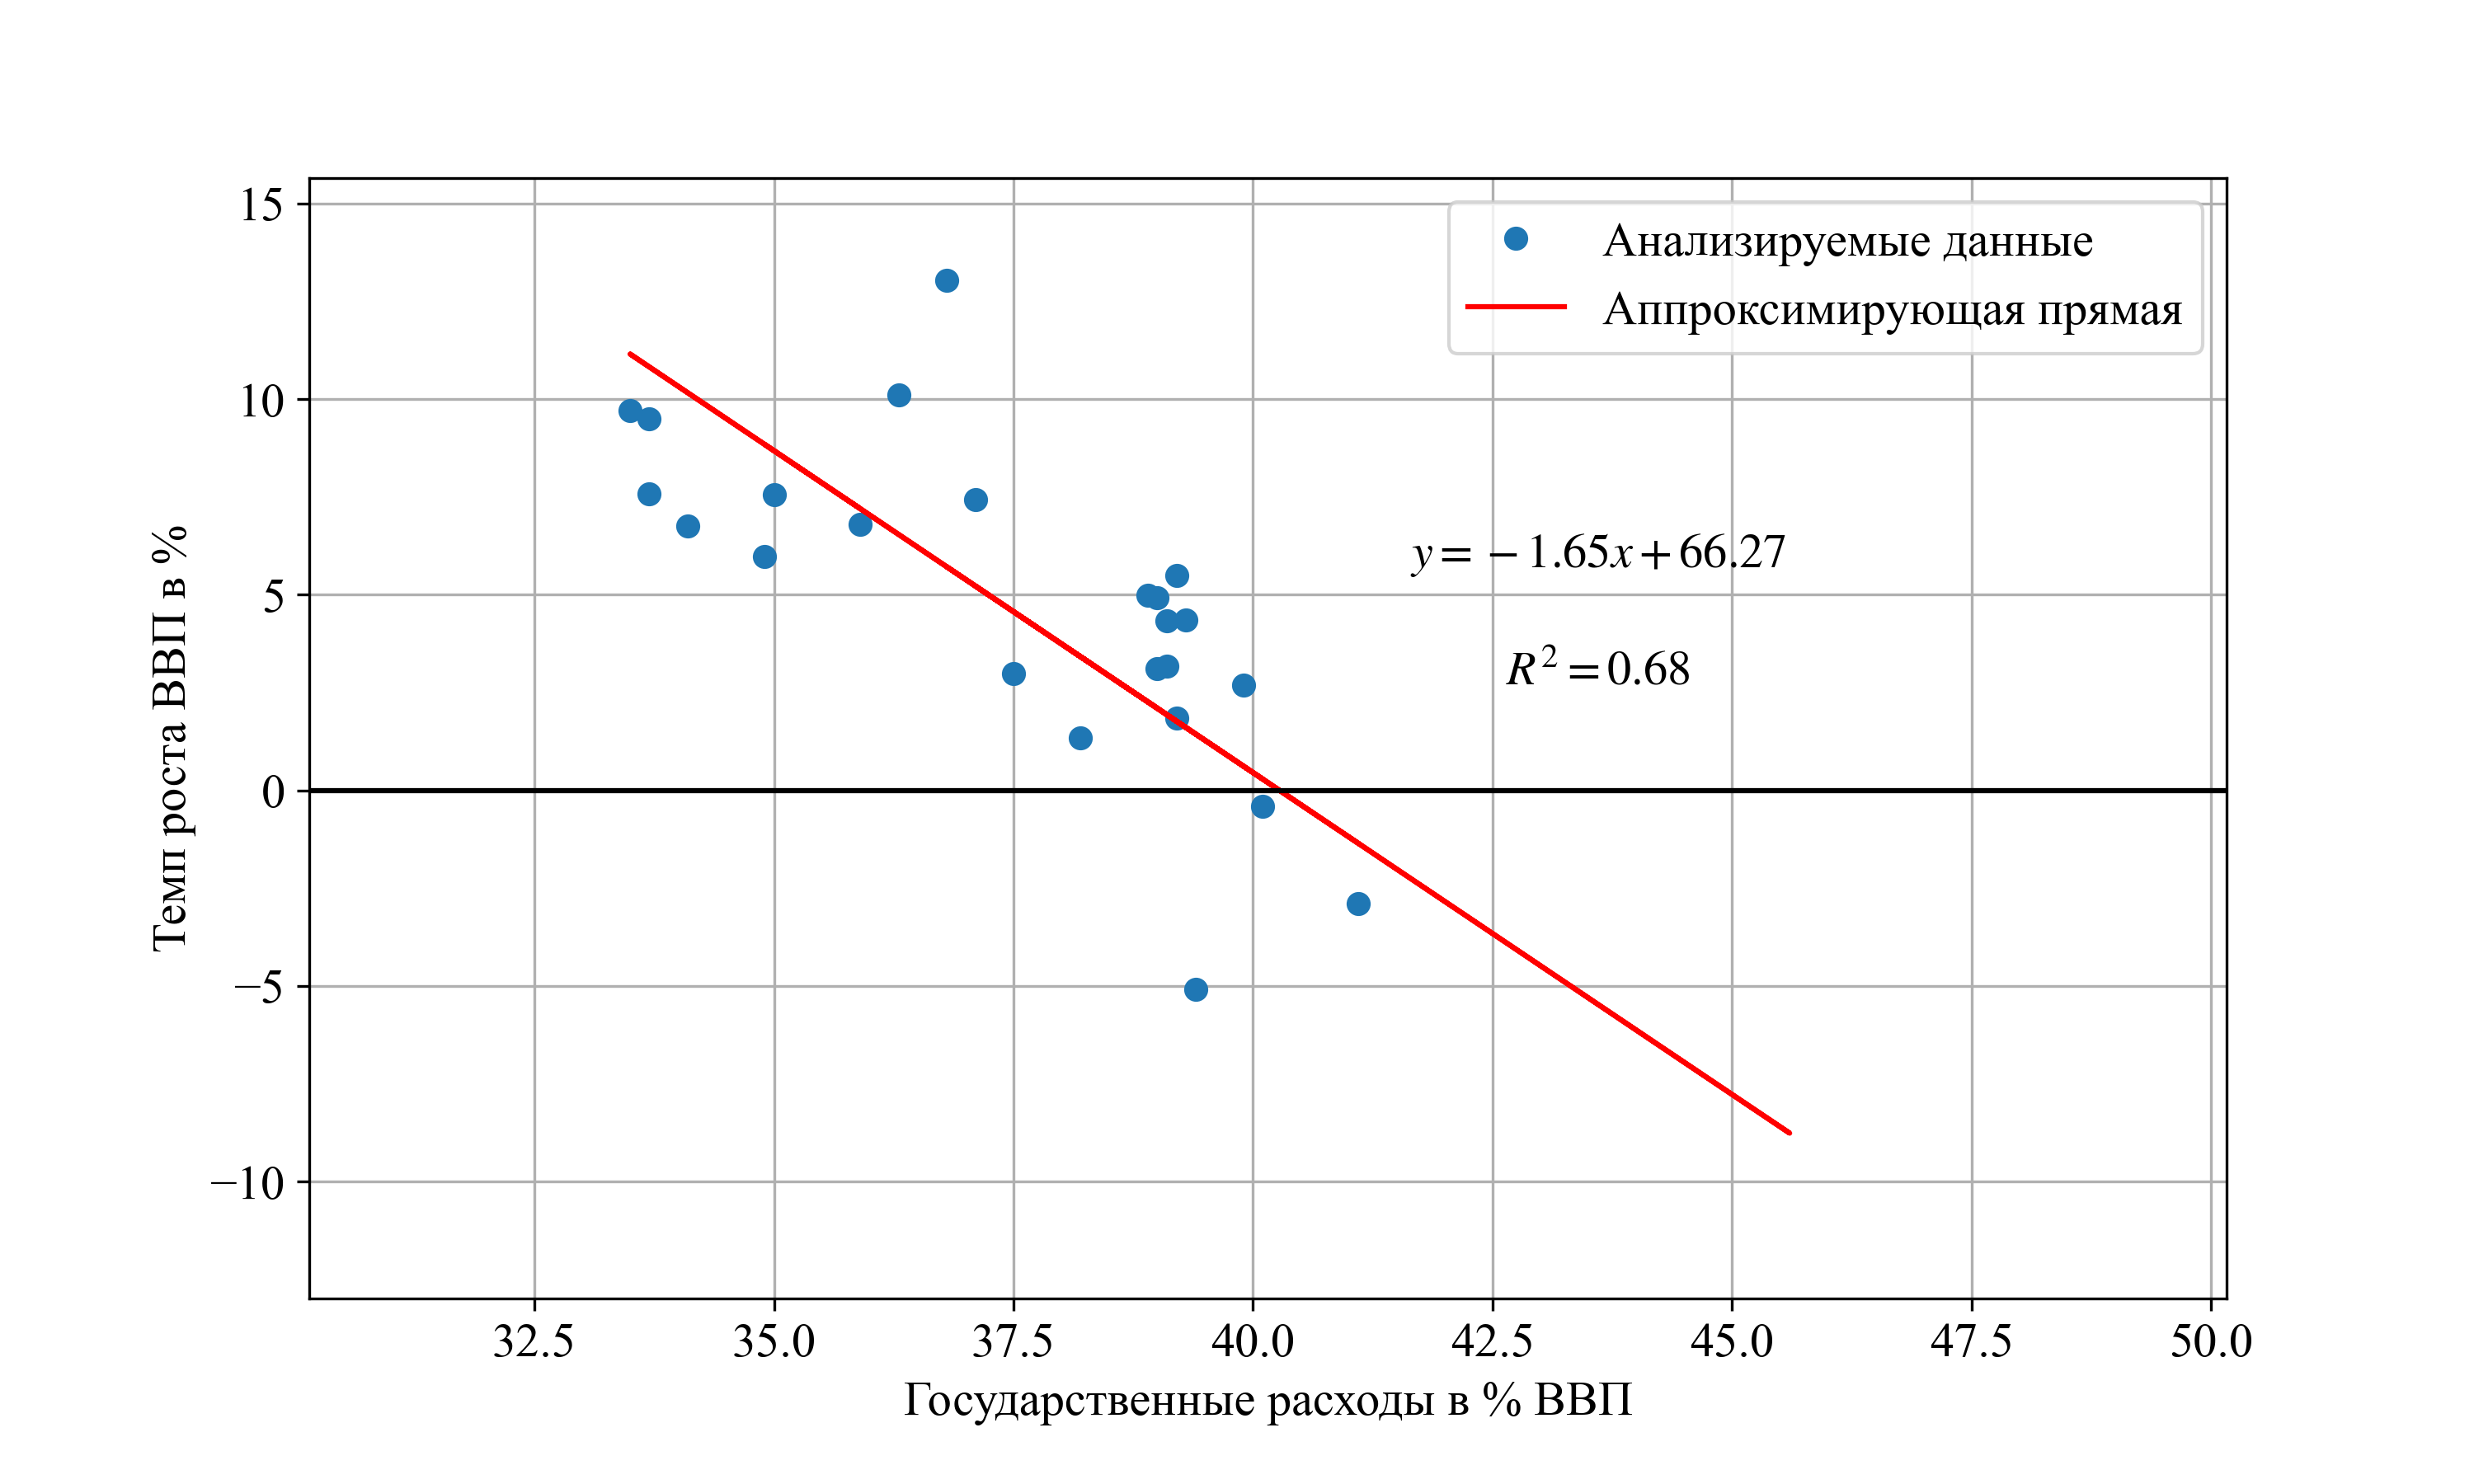 Анализируемые данные
Аппроксимирующая прямая
15
10
5
0
−5
−10
Темп роста ВВП в %
y = −1.65x + 66.27
R² = 0.68
32.5 35.0 37.5 40.0 42.5 45.0 47.5 50.0
Государственные расходы в % ВВП